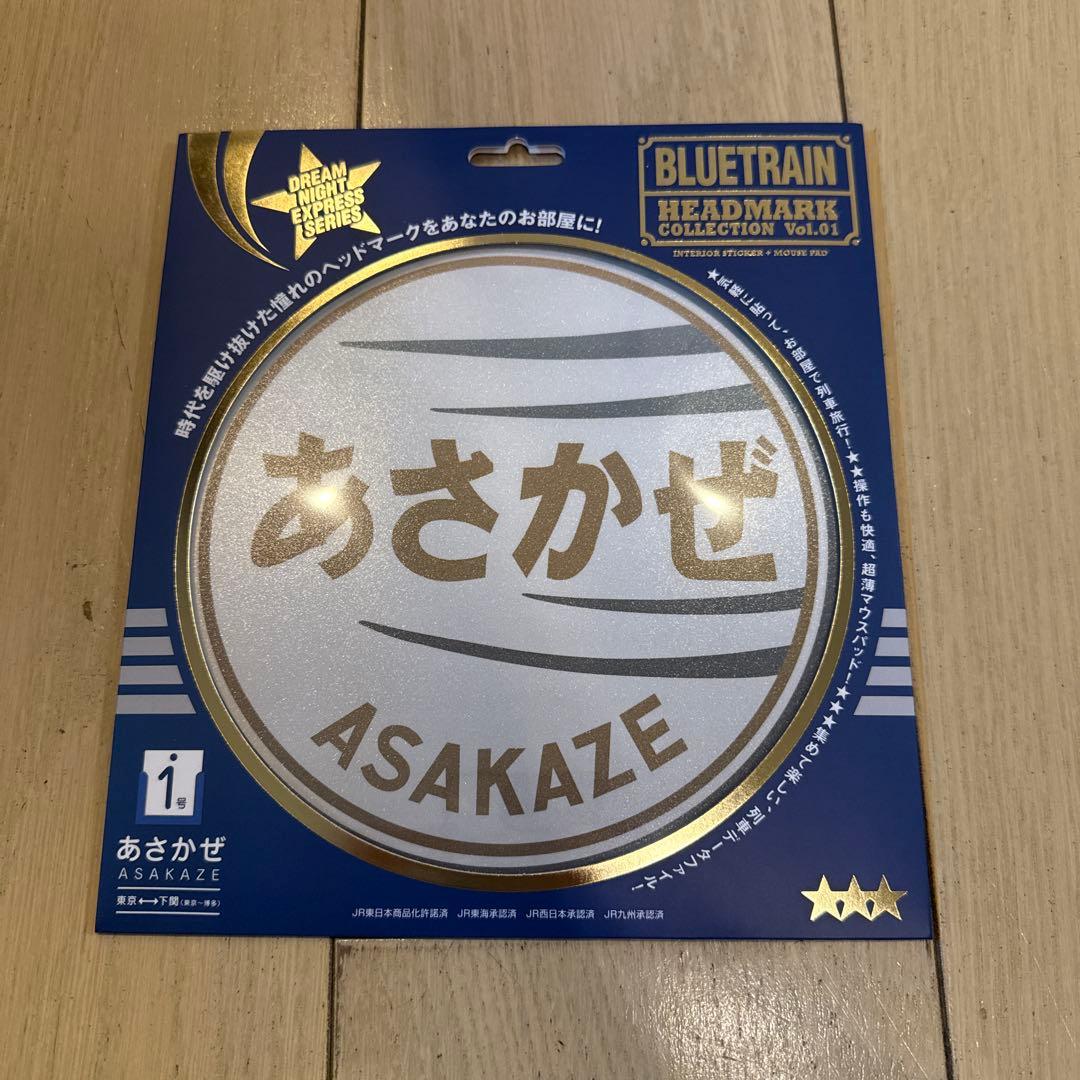 DREAM
NIGHT
EXPRESS
SERIES
BLUETRAIN
HEADMARK
COLLECTION Vol.01
INTERIOR STICKER + MOUSE PAD
時代を駆け抜けた憧れのヘッドマークをあなたのお部屋に!
★気軽に貼って、お部屋で列車旅行!★★操作も快適、超薄マウスパッド!★★集めて楽しい、列車データファイル!
あさかぜ
ASAKAZE
1号
あさかぜ
ASAKAZE
東京⟷下関(東京〜博多)
JR東日本商品化許諾済 JR東海承認済 JR西日本承認済 JR九州承認済